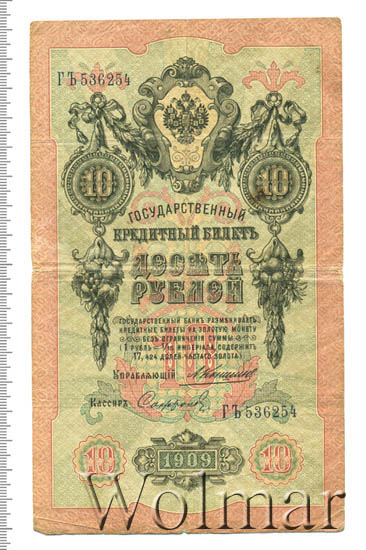 ГЪ 536254
10 10
ГОСУДАРСТВЕННЫЙ
КРЕДИТНЫЙ БИЛЕТЪ
ДЕСЯТЬ
РУБЛЕЙ
ГОСУДАРСТВЕННЫЙ БАНКЪ РАЗМѢНИВАЕТЪ
КРЕДИТНЫЕ БИЛЕТЫ НА ЗОЛОТУЮ МОНЕТУ
БЕЗЪ ОГРАНИЧЕНІЯ СУММЫ
(1 РУБЛЬ = 1/15 ИМПЕРІАЛА, СОДЕРЖИТЪ
17,424 ДОЛЕЙ ЧИСТАГО ЗОЛОТА)
УПРАВЛЯЮЩІЙ
КАССИРЪ
ГЪ 536254
10 1909 10
Wolmar